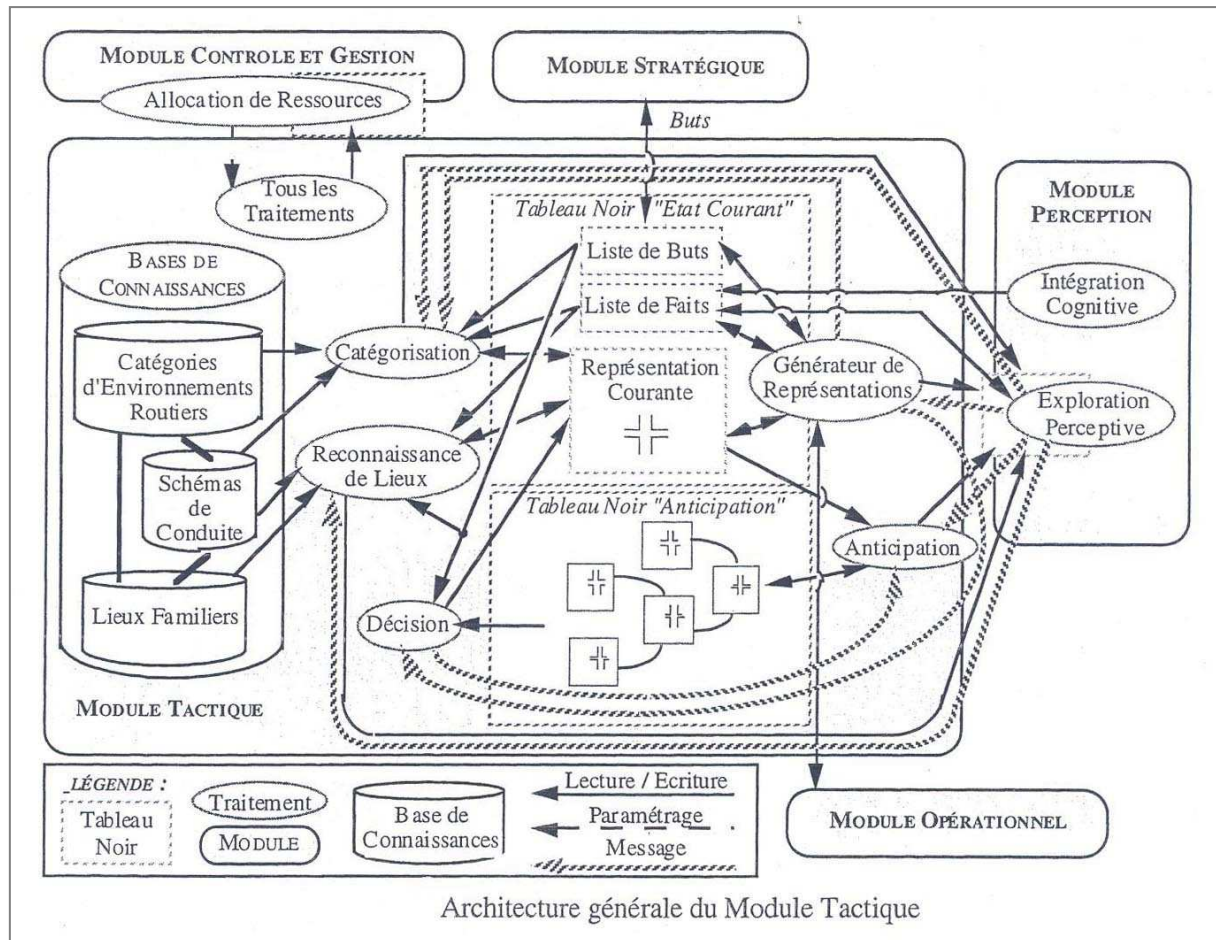 MODULE CONTROLE ET GESTION
Allocation de Ressources
MODULE STRATÉGIQUE
Buts
Tous les
Traitements
MODULE
PERCEPTION
Tableau Noir "Etat Courant"
BASES DE
CONNAISSANCES
Liste de Buts
Liste de Faits
Intégration
Cognitive
Catégories
d'Environnements
Routiers
Catégorisation
Représentation
Courante
Générateur de
Représentations
Exploration
Perceptive
Schémas
de
Conduite
Reconnaissance
de Lieux
Tableau Noir "Anticipation"
Anticipation
Lieux Familiers
Décision
MODULE TACTIQUE
LÉGENDE :
Tableau
Noir
Traitement
MODULE
Base de
Connaissances
Lecture / Ecriture
Paramétrage
Message
MODULE OPÉRATIONNEL
Architecture générale du Module Tactique